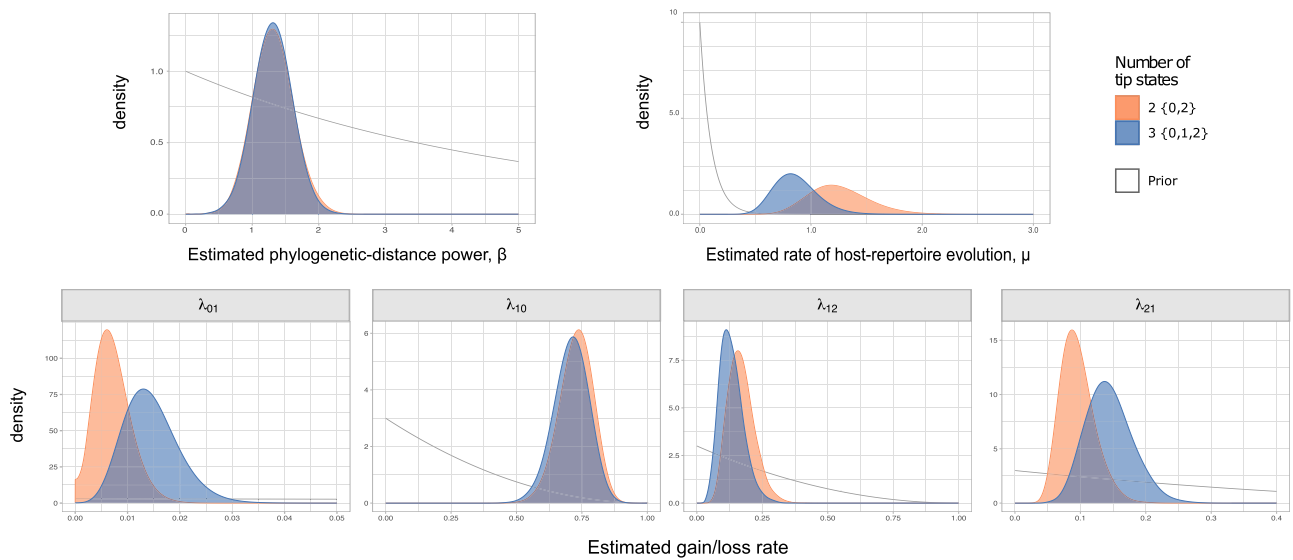 density
1.0
0.5
0.0
0 1 2 3 4 5
Estimated phylogenetic-distance power, β
density
10
5.0
0.0
0.0 1.0 2.0 3.0
Estimated rate of host-repertoire evolution, μ
Number of
tip states
2 {0,2}
3 {0,1,2}
Prior
density
λ01
100
75
50
25
0
0.00 0.01 0.02 0.03 0.04 0.05
λ10
6
4
2
0
0.00 0.50 0.75 1.00
λ12
7.5
5.0
2.5
0.0
0.00 0.25 0.50 0.75 1.00
λ21
15
10
5
0
0.0 0.1 0.2 0.3 0.4
Estimated gain/loss rate